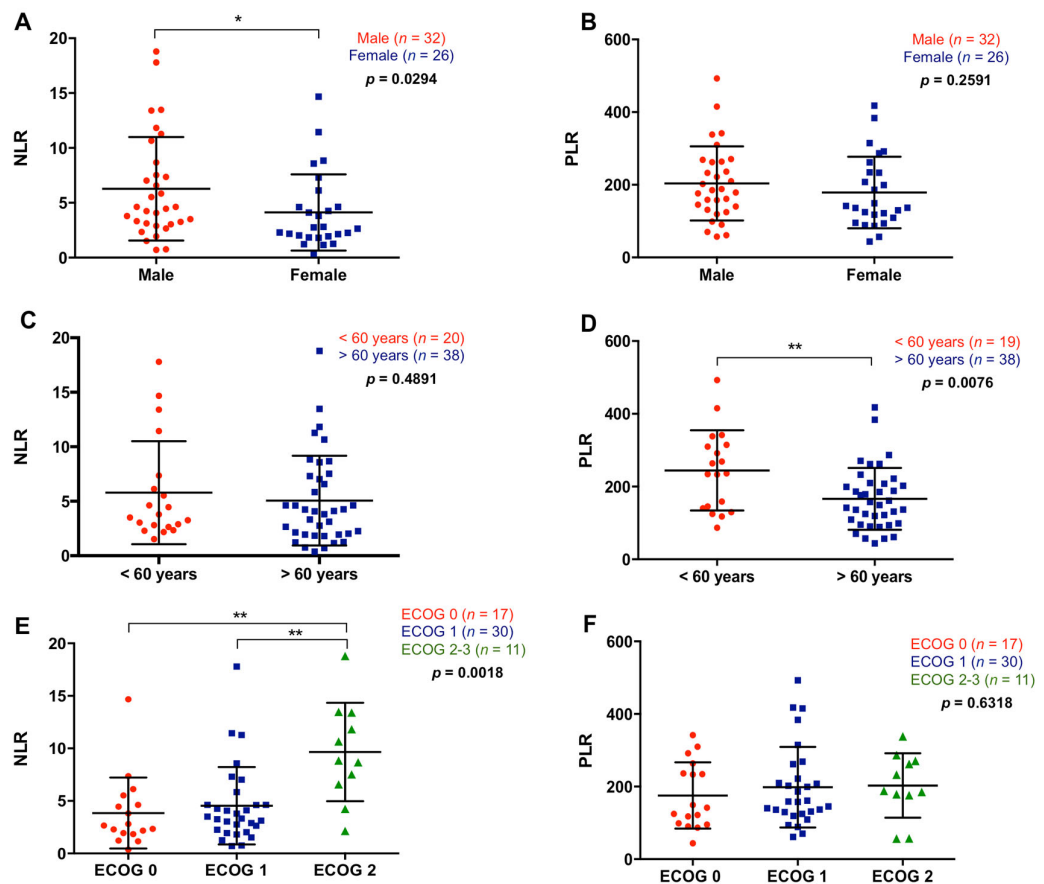 A
*
20
15
10
5
0
NLR
Male (n = 32)
Female (n = 26)
p = 0.0294
Male
Female
B
600
400
200
0
PLR
Male (n = 32)
Female (n = 26)
p = 0.2591
Male
Female
C
20
15
10
5
0
NLR
< 60 years (n = 20)
> 60 years (n = 38)
p = 0.4891
< 60 years
> 60 years
D
**
600
400
200
0
PLR
< 60 years (n = 19)
> 60 years (n = 38)
p = 0.0076
< 60 years
> 60 years
E
**
**
20
15
10
5
0
NLR
ECOG 0 (n = 17)
ECOG 1 (n = 30)
ECOG 2-3 (n = 11)
p = 0.0018
ECOG 0
ECOG 1
ECOG 2
F
600
400
200
0
PLR
ECOG 0 (n = 17)
ECOG 1 (n = 30)
ECOG 2-3 (n = 11)
p = 0.6318
ECOG 0
ECOG 1
ECOG 2